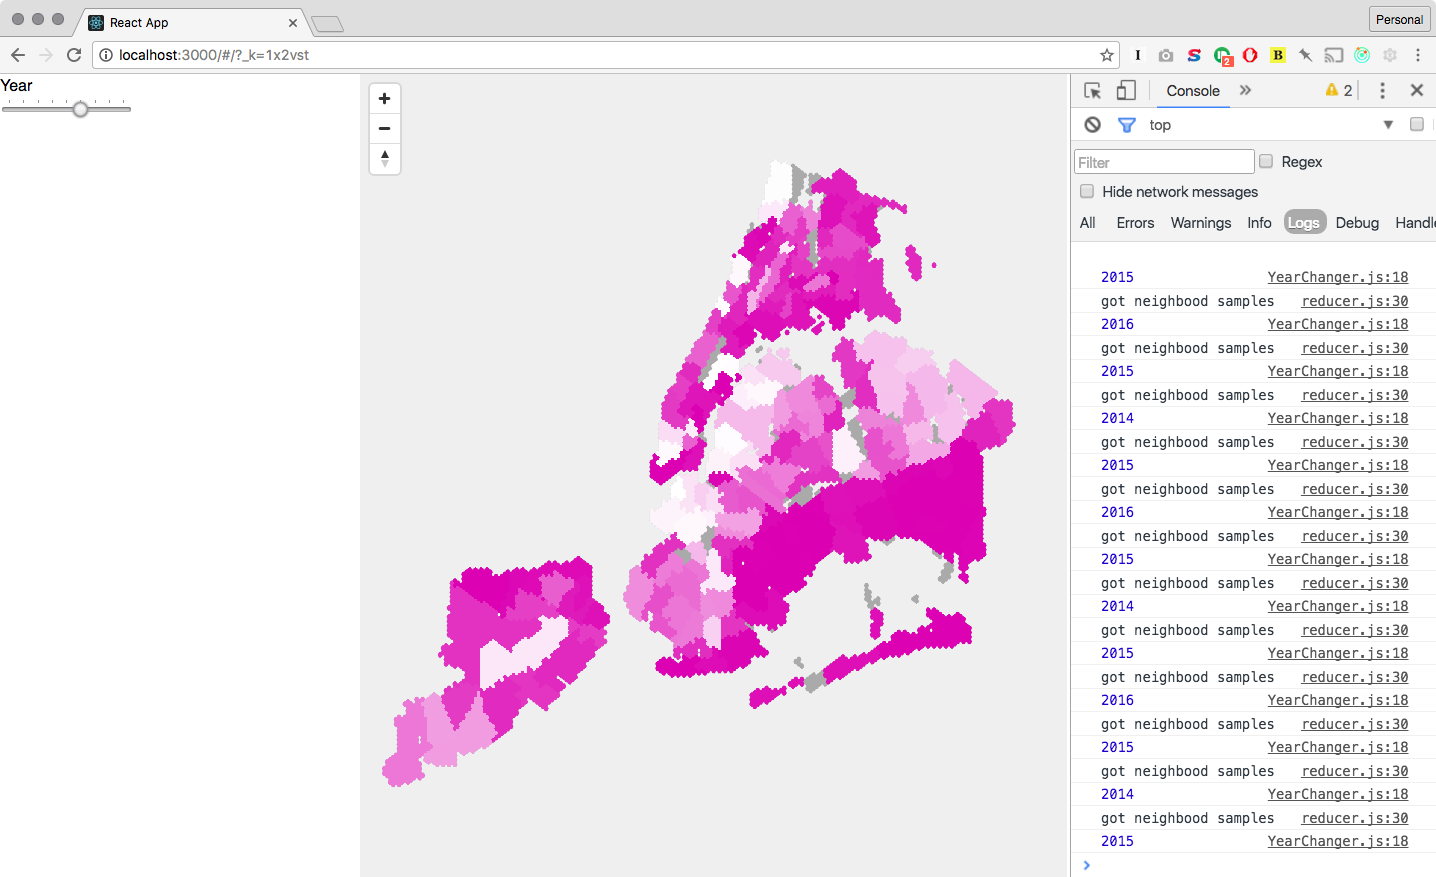 React App
Personal
localhost:3000/#/?_k=1x2vst
I
S
2
B
Year
+
−
Console
2
top
Filter
Regex
Hide network messages
All Errors Warnings Info Logs Debug
2015 YearChanger.js:18
got neighbood samples reducer.js:30
2016 YearChanger.js:18
got neighbood samples reducer.js:30
2015 YearChanger.js:18
got neighbood samples reducer.js:30
2014 YearChanger.js:18
got neighbood samples reducer.js:30
2015 YearChanger.js:18
got neighbood samples reducer.js:30
2016 YearChanger.js:18
got neighbood samples reducer.js:30
2015 YearChanger.js:18
got neighbood samples reducer.js:30
2014 YearChanger.js:18
got neighbood samples reducer.js:30
2015 YearChanger.js:18
got neighbood samples reducer.js:30
2016 YearChanger.js:18
got neighbood samples reducer.js:30
2015 YearChanger.js:18
got neighbood samples reducer.js:30
2014 YearChanger.js:18
got neighbood samples reducer.js:30
2015 YearChanger.js:18